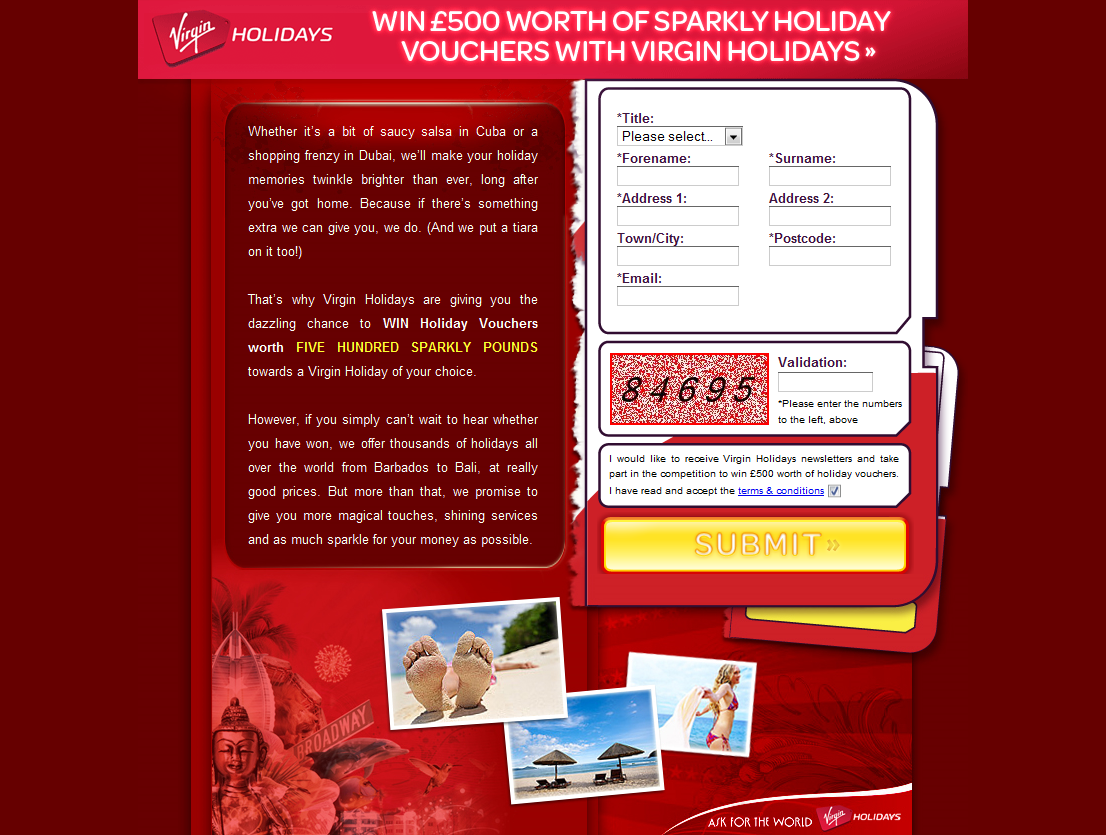 Virgin HOLIDAYS
WIN £500 WORTH OF SPARKLY HOLIDAY
VOUCHERS WITH VIRGIN HOLIDAYS »
Whether it's a bit of saucy salsa in Cuba or a
shopping frenzy in Dubai, we'll make your holiday
memories twinkle brighter than ever, long after
you've got home. Because if there's something
extra we can give you, we do. (And we put a tiara
on it too!)
That's why Virgin Holidays are giving you the
dazzling chance to WIN Holiday Vouchers
worth FIVE HUNDRED SPARKLY POUNDS
towards a Virgin Holiday of your choice.
However, if you simply can't wait to hear whether
you have won, we offer thousands of holidays all
over the world from Barbados to Bali, at really
good prices. But more than that, we promise to
give you more magical touches, shining services
and as much sparkle for your money as possible.
*Title:
Please select...
*Forename: *Surname:
*Address 1: Address 2:
Town/City: *Postcode:
*Email:
84695
Validation:
*Please enter the numbers
to the left, above
I would like to receive Virgin Holidays newsletters and take
part in the competition to win £500 worth of holiday vouchers.
I have read and accept the terms & conditions
SUBMIT »
BROADWAY
ASK FOR THE WORLD Virgin HOLIDAYS